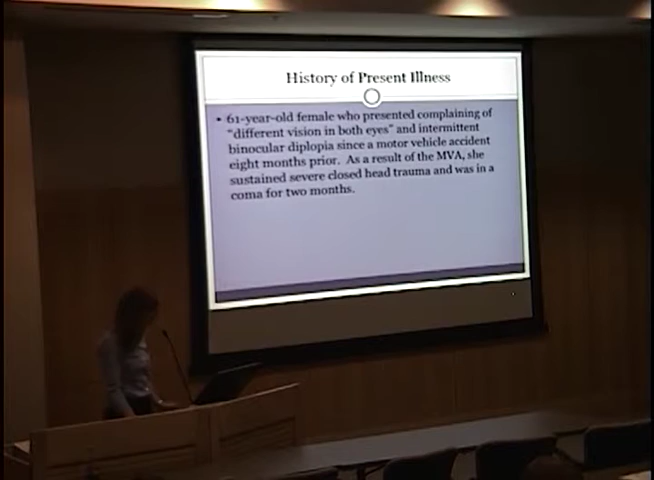 History of Present Illness
• 61-year-old female who presented complaining of
"different vision in both eyes" and intermittent
binocular diplopia since a motor vehicle accident
eight months prior. As a result of the MVA, she
sustained severe closed head trauma and was in a
coma for two months.